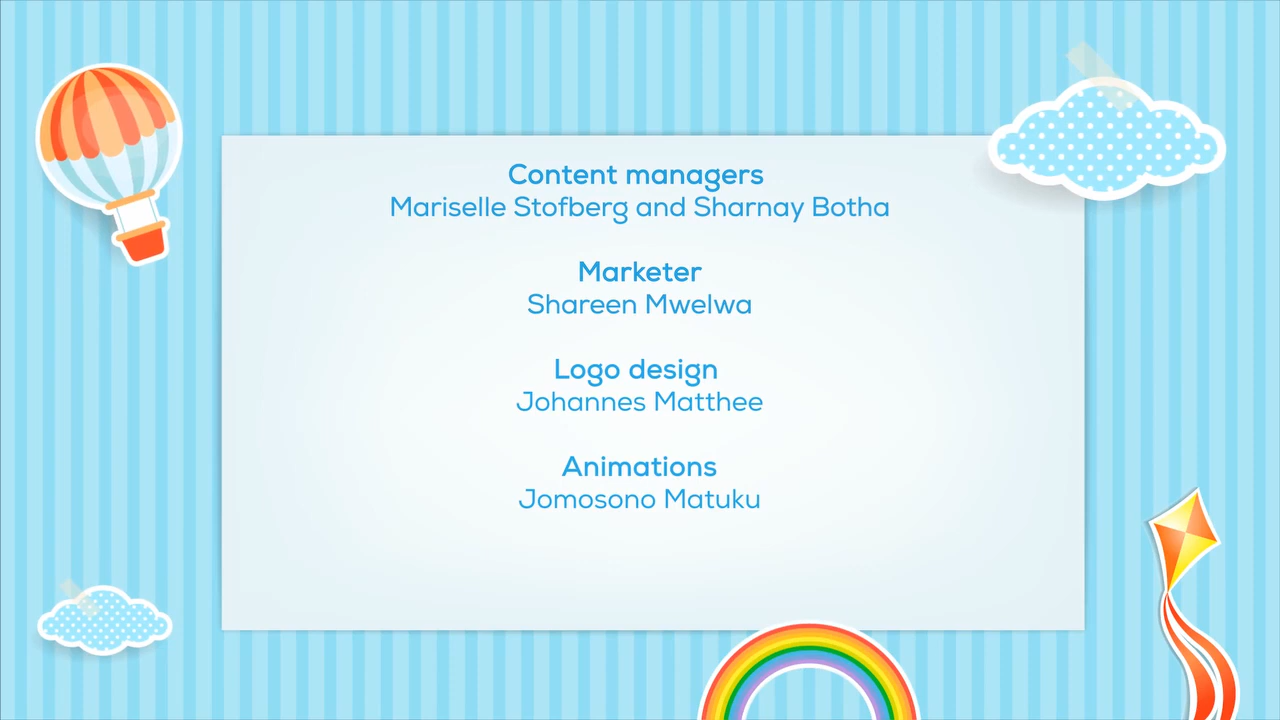 Content managers
Mariselle Stofberg and Sharnay Botha
Marketer
Shareen Mwelwa
Logo design
Johannes Matthee
Animations
Jomosono Matuku